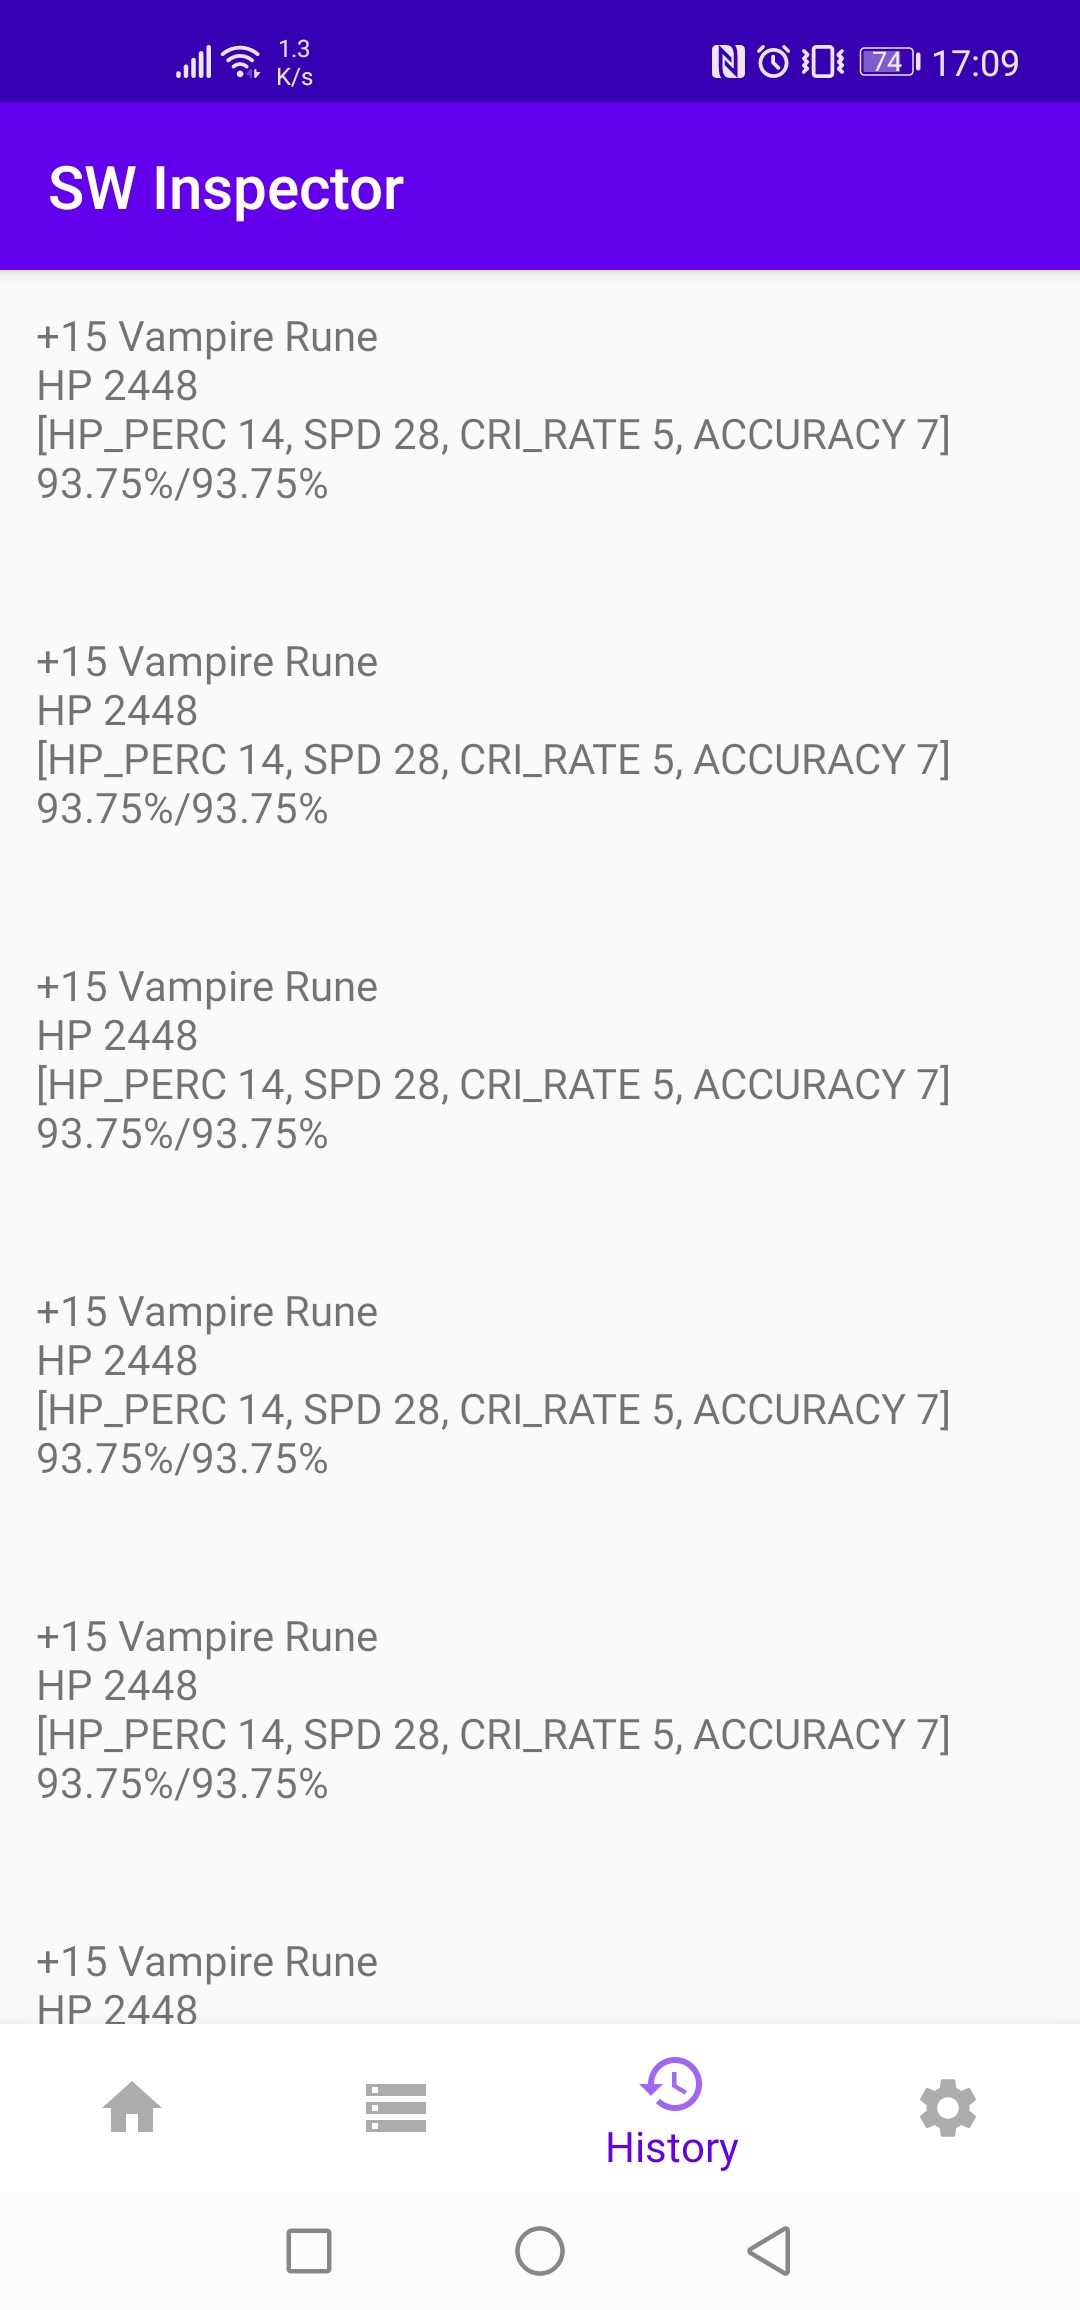 1.3
K/s
74 17:09
SW Inspector
+15 Vampire Rune
HP 2448
[HP_PERC 14, SPD 28, CRI_RATE 5, ACCURACY 7]
93.75%/93.75%
+15 Vampire Rune
HP 2448
[HP_PERC 14, SPD 28, CRI_RATE 5, ACCURACY 7]
93.75%/93.75%
+15 Vampire Rune
HP 2448
[HP_PERC 14, SPD 28, CRI_RATE 5, ACCURACY 7]
93.75%/93.75%
+15 Vampire Rune
HP 2448
[HP_PERC 14, SPD 28, CRI_RATE 5, ACCURACY 7]
93.75%/93.75%
+15 Vampire Rune
HP 2448
[HP_PERC 14, SPD 28, CRI_RATE 5, ACCURACY 7]
93.75%/93.75%
+15 Vampire Rune
HP 2448
History